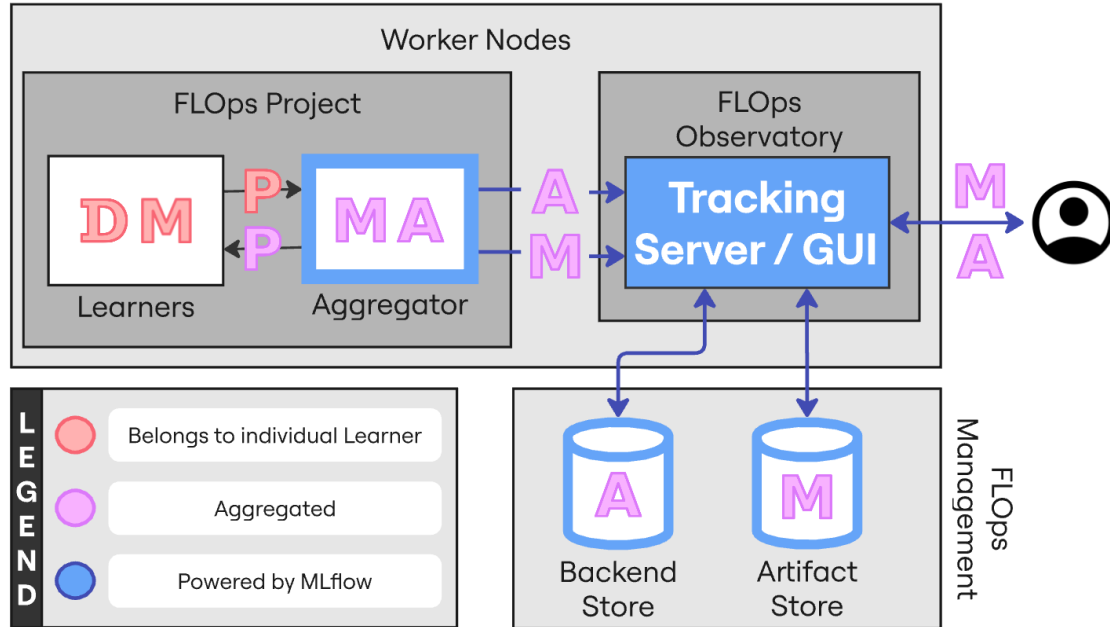 Worker Nodes
FLOps Project
D M
Learners
P
P
M A
Aggregator
A
M
FLOps
Observatory
Tracking
Server / GUI
M
A
LEGEND
Belongs to individual Learner
Aggregated
Powered by MLflow
A
Backend
Store
M
Artifact
Store
FLOps
Management